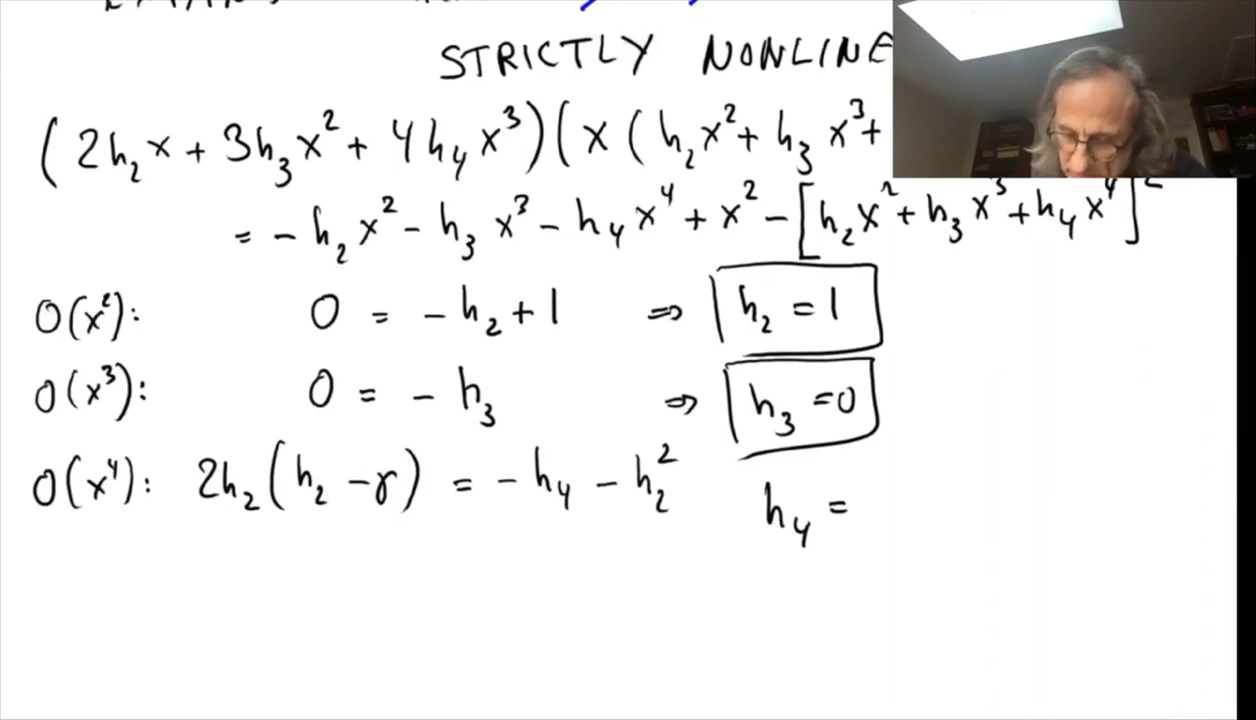 STRICTLY NONLINE
(2h₂x + 3h₃x² + 4h₄x³)(x(h₂x² + h₃x³ +
= - h₂x² - h₃x³ - h₄x⁴ + x² - [h₂x² + h₃x³ + h₄x⁴]²
O(x²): 0 = - h₂ + 1 ⇒ h₂ = 1
O(x³): 0 = - h₃ ⇒ h₃ = 0
O(x⁴): 2h₂(h₂ - γ) = - h₄ - h₂² h₄ =